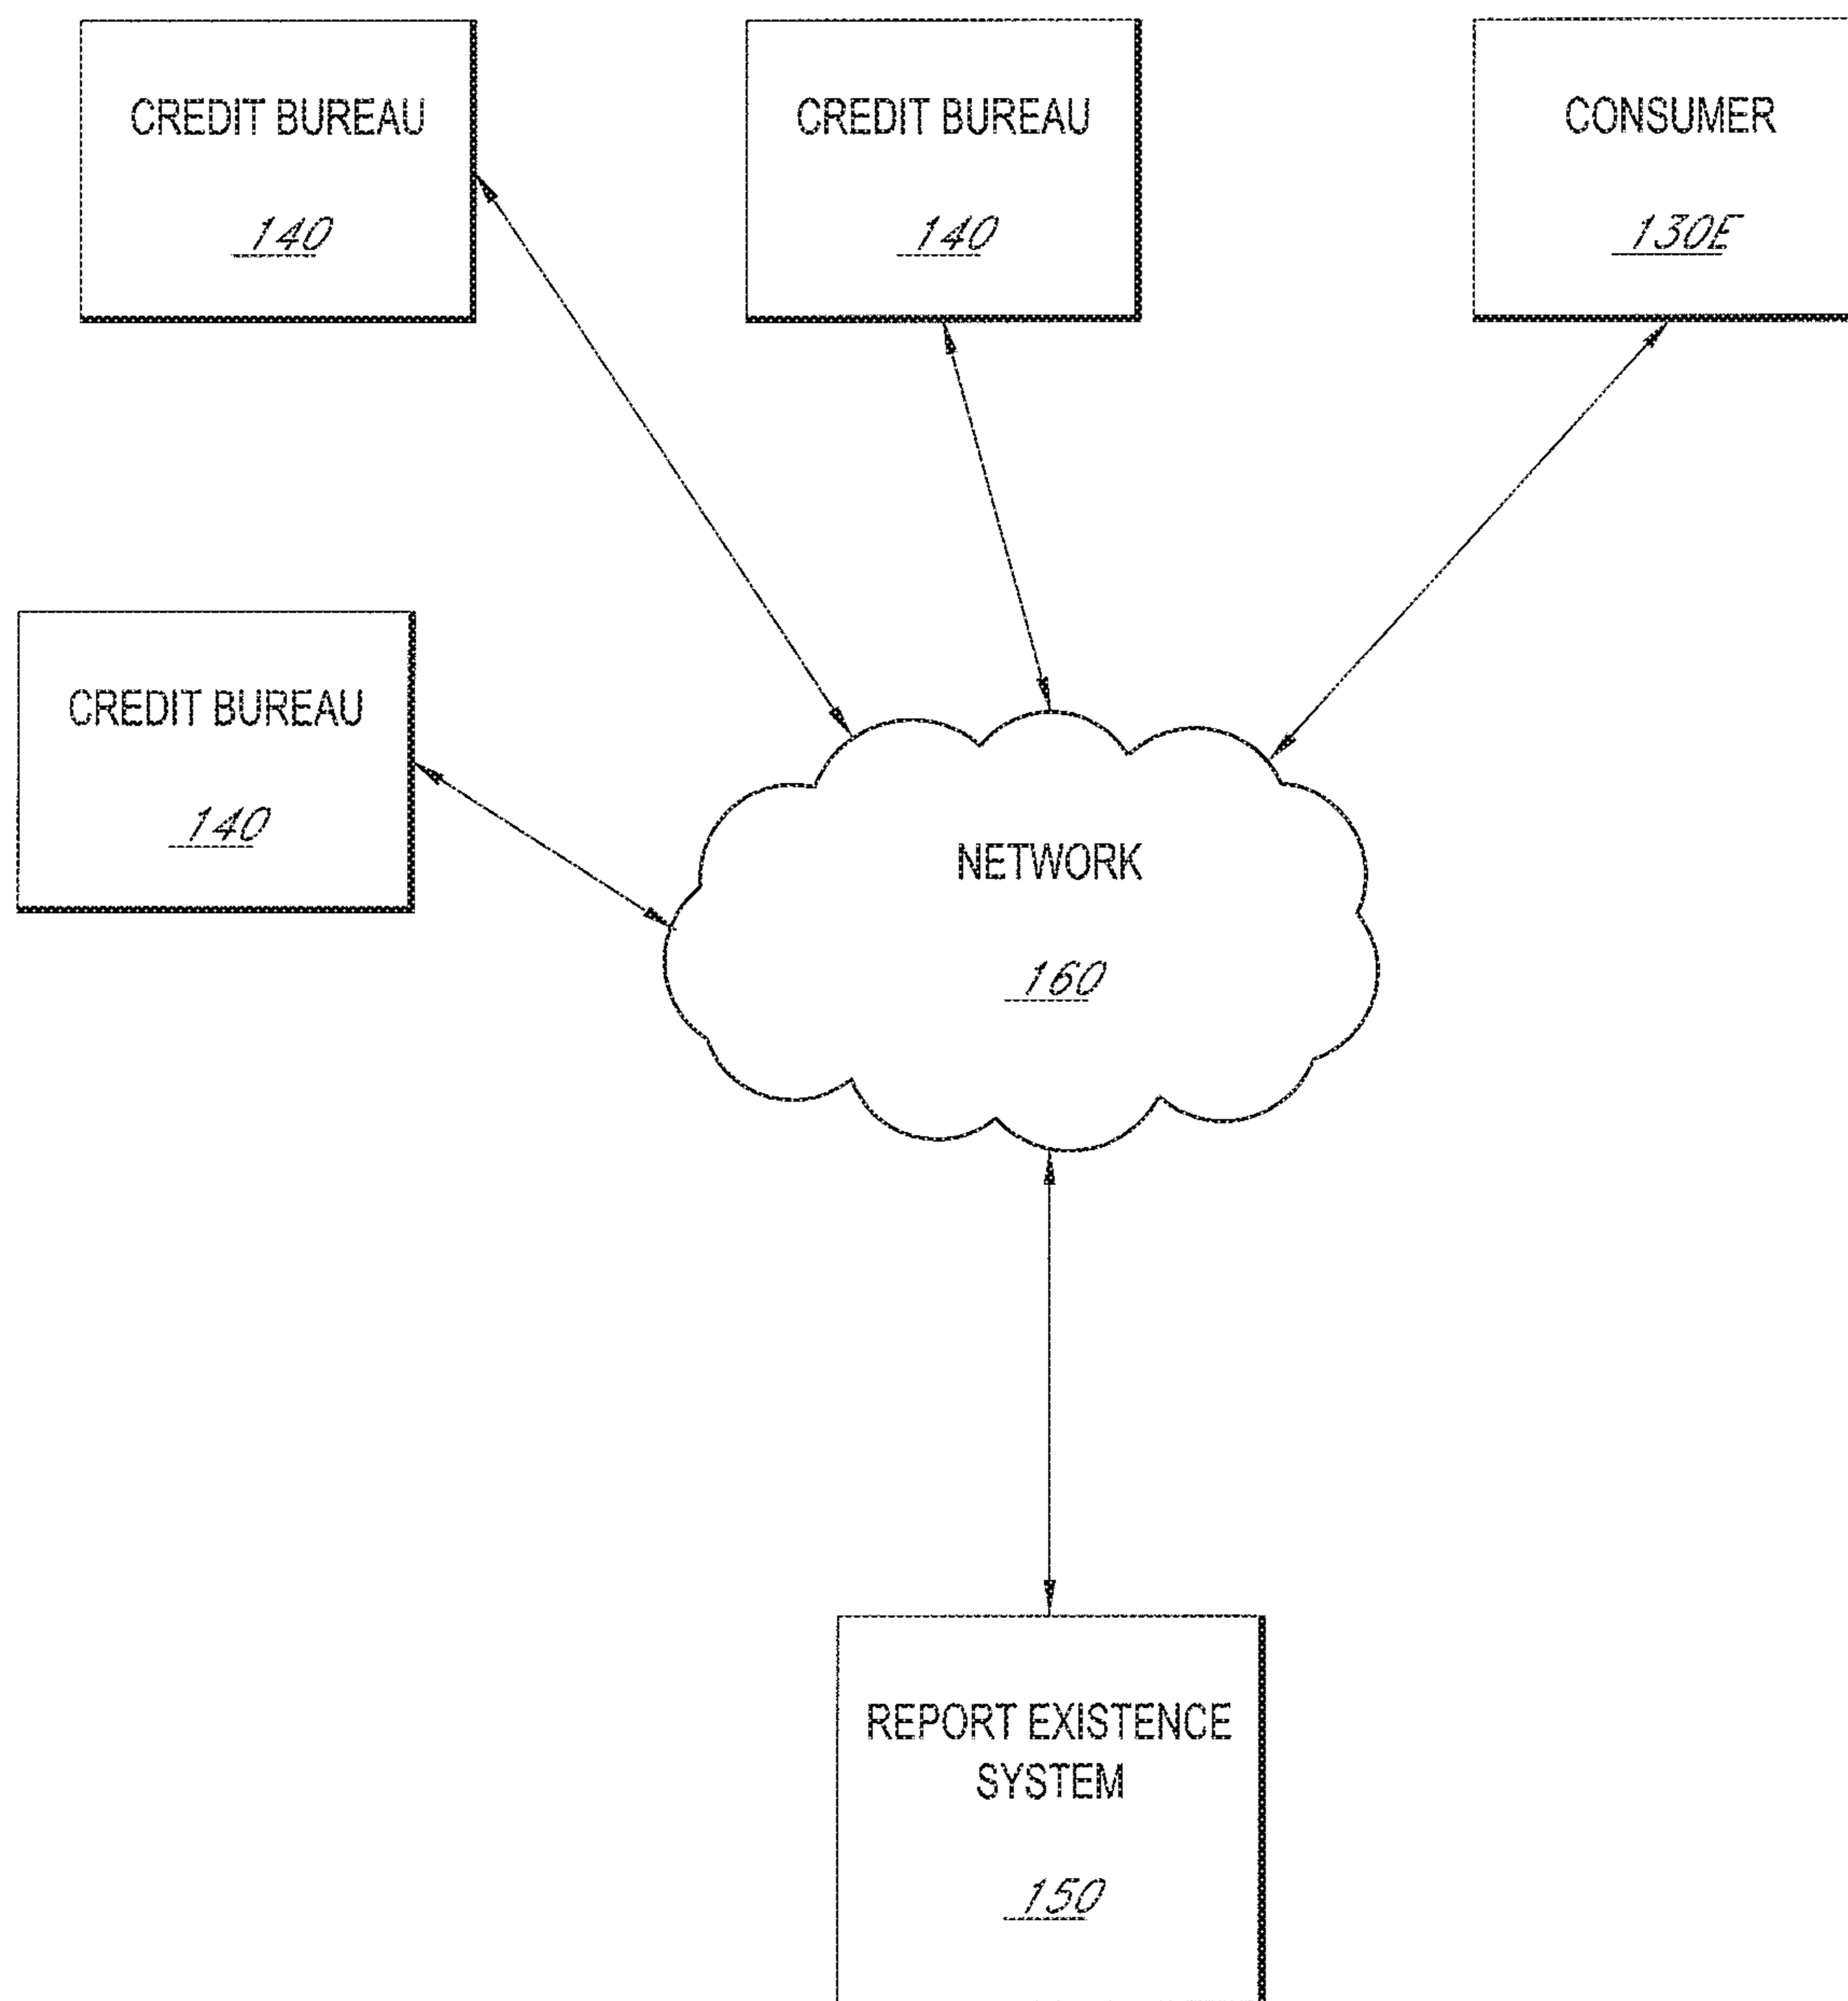 CREDIT BUREAU
140
CREDIT BUREAU
140
CONSUMER
130E
CREDIT BUREAU
140
NETWORK
160
REPORT EXISTENCE
SYSTEM
150